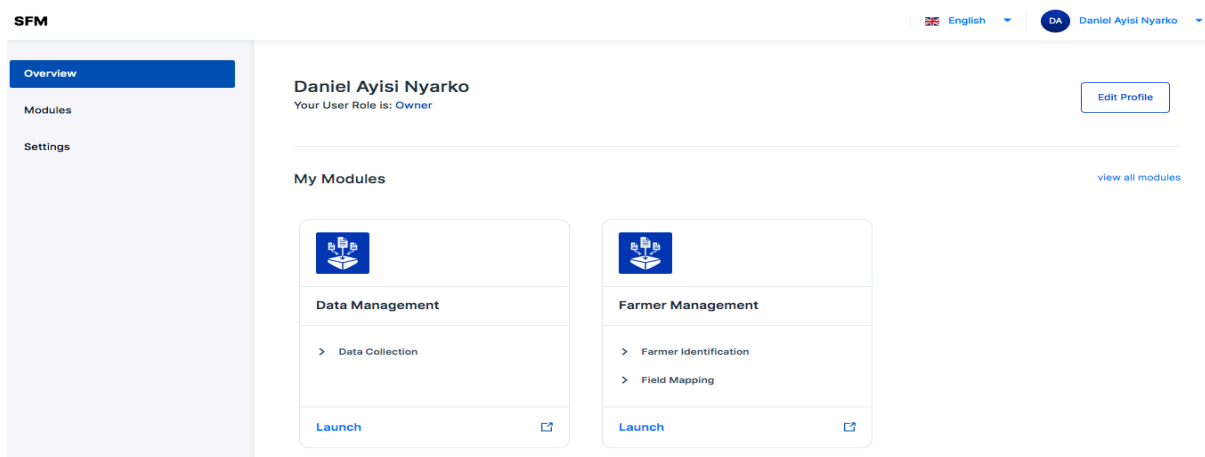 SFM
English
DA
Daniel Ayisi Nyarko
Overview
Modules
Settings
Daniel Ayisi Nyarko
Your User Role is: Owner
Edit Profile
My Modules
view all modules
Data Management
Data Collection
Launch
Farmer Management
Farmer Identification
Field Mapping
Launch